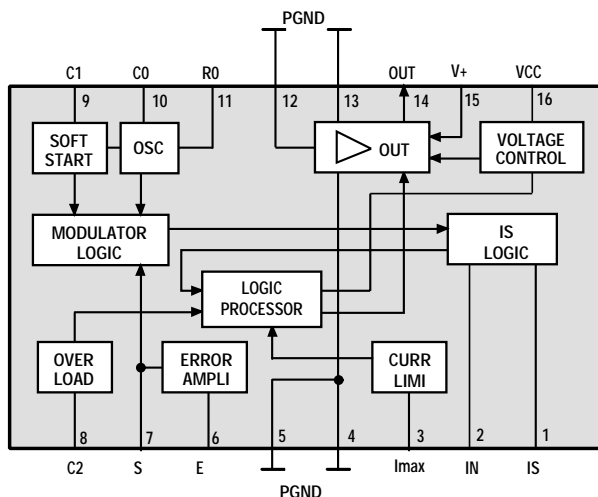 PGND
C1 C0 R0 OUT V+ VCC
9 10 11 12 13 14 15 16
SOFT
START
OSC
OUT
VOLTAGE
CONTROL
MODULATOR
LOGIC
IS
LOGIC
LOGIC
PROCESSOR
OVER
LOAD
ERROR
AMPLI
CURR
LIMI
8 7 6 5 4 3 2 1
C2 S E Imax IN IS
PGND